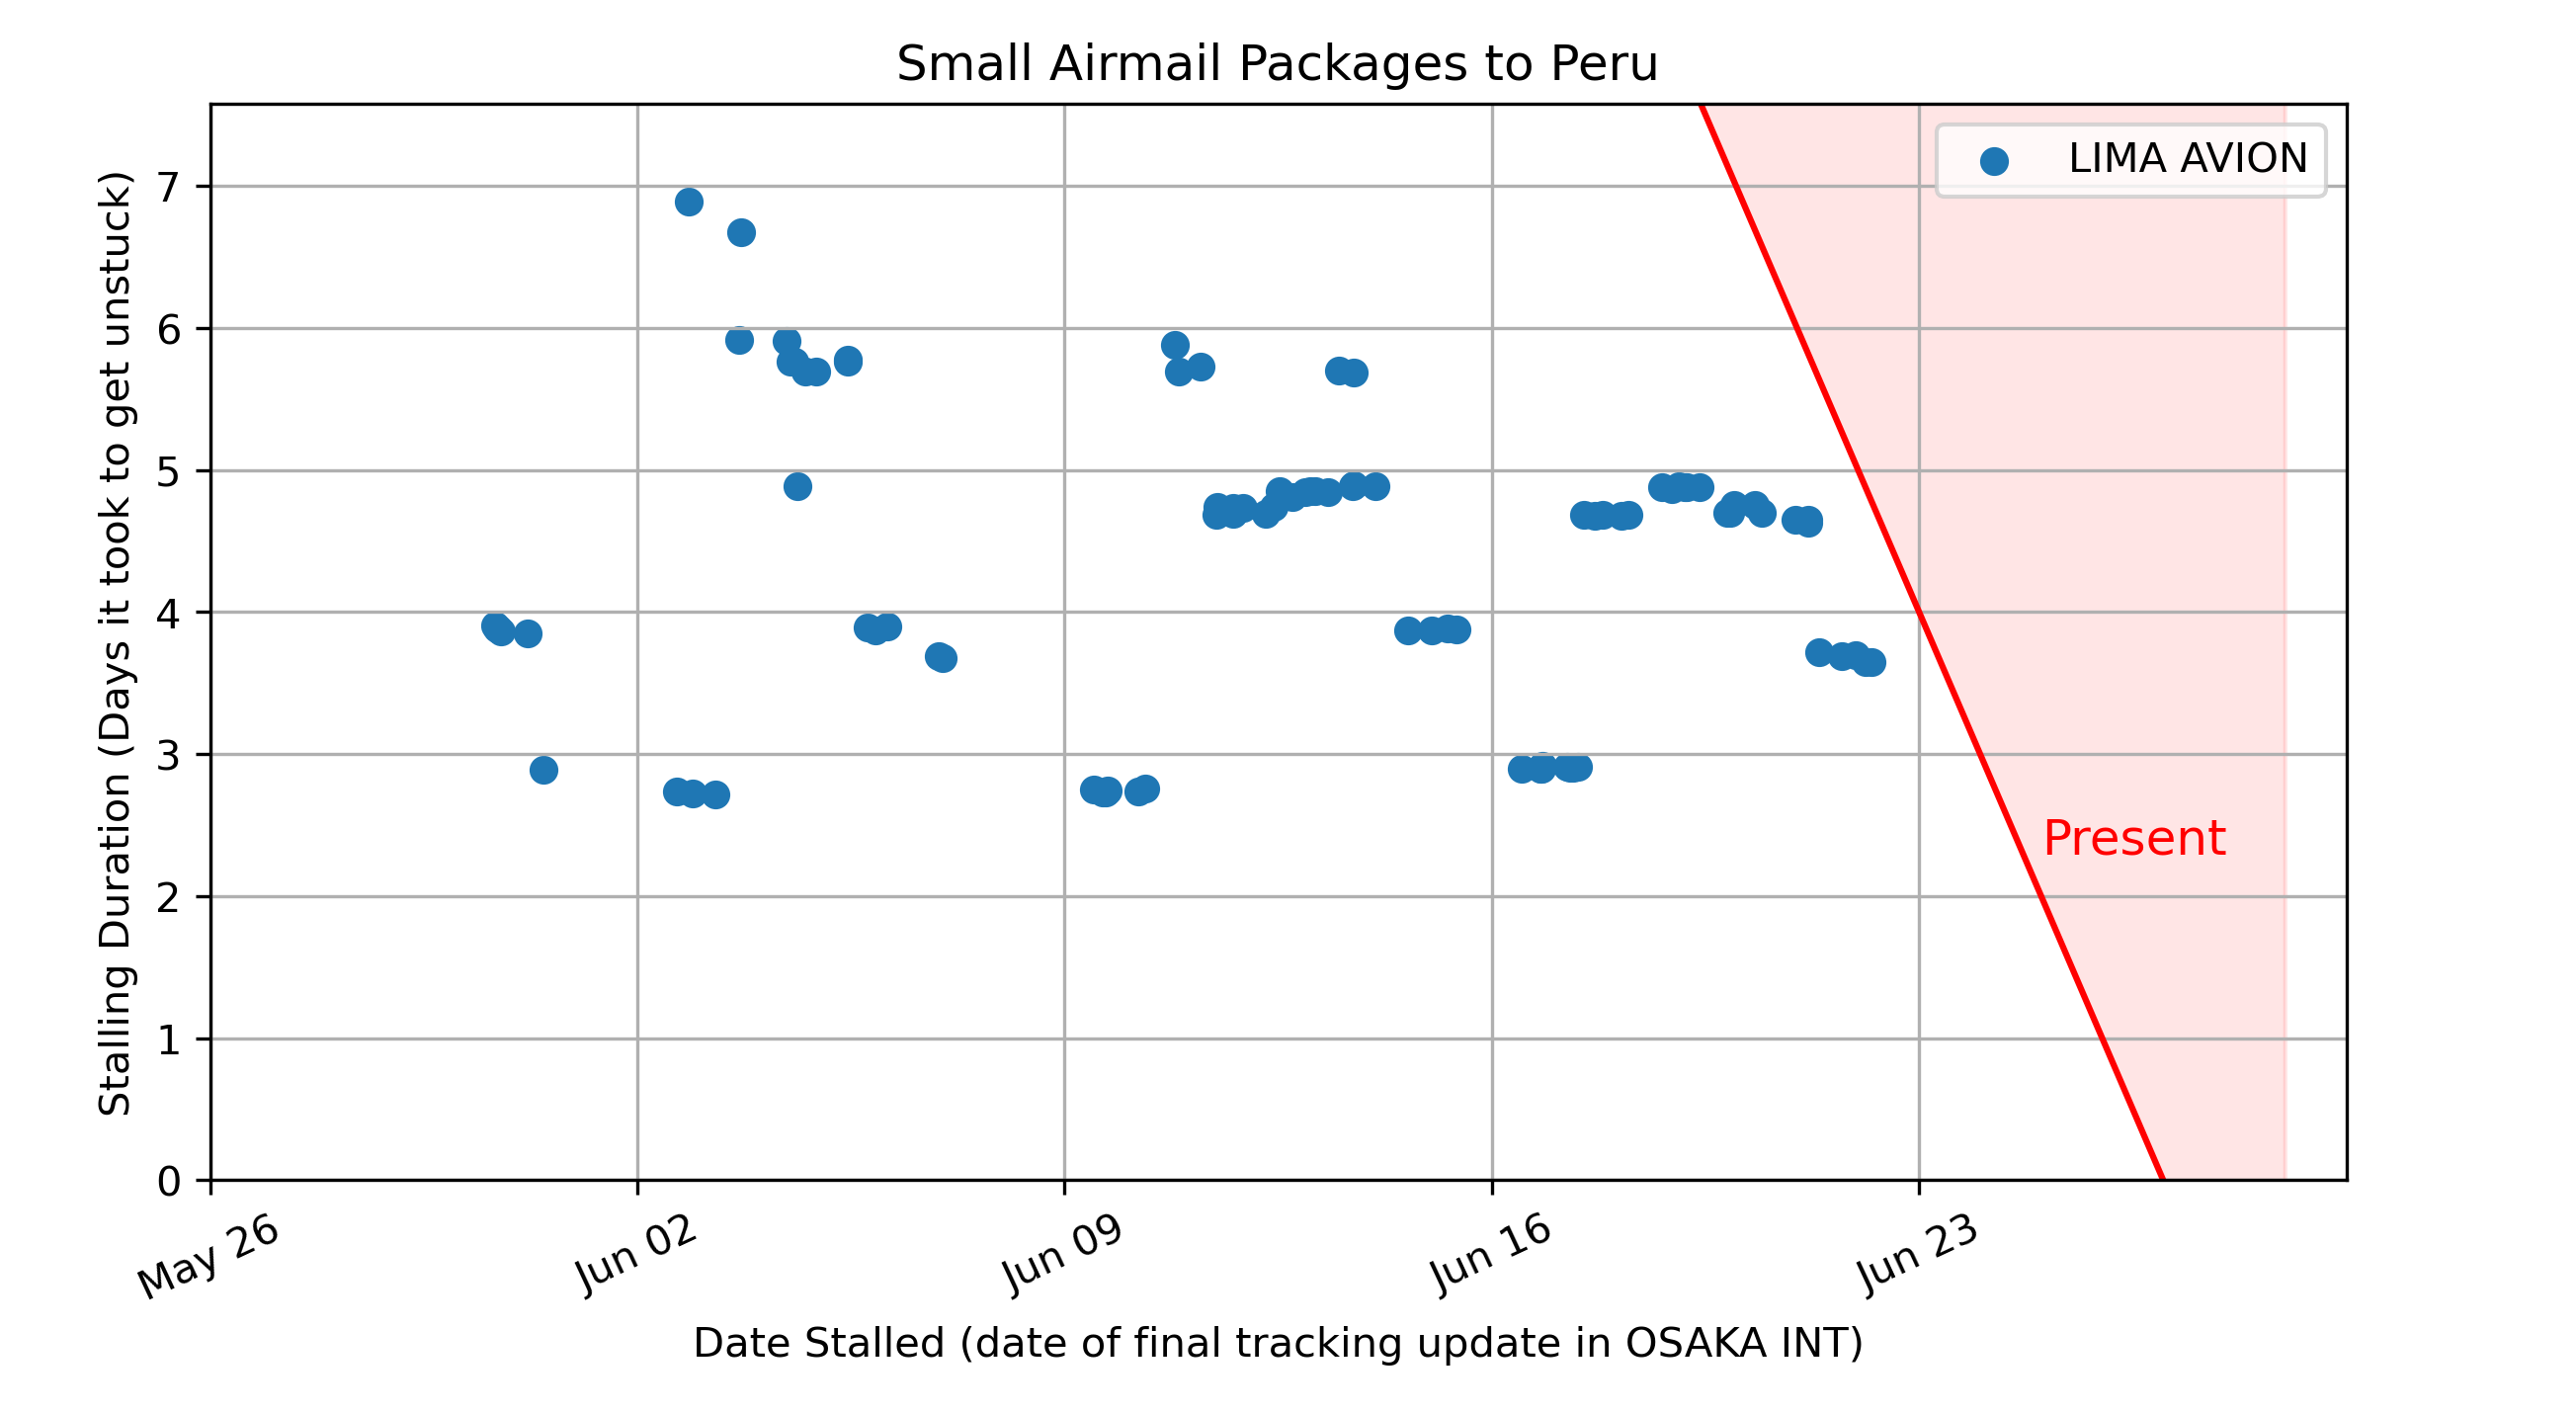 Small Airmail Packages to Peru
Stalling Duration (Days it took to get unstuck)
7
6
5
4
3
2
1
0
LIMA AVION
Present
May 26
Jun 02
Jun 09
Jun 16
Jun 23
Date Stalled (date of final tracking update in OSAKA INT)